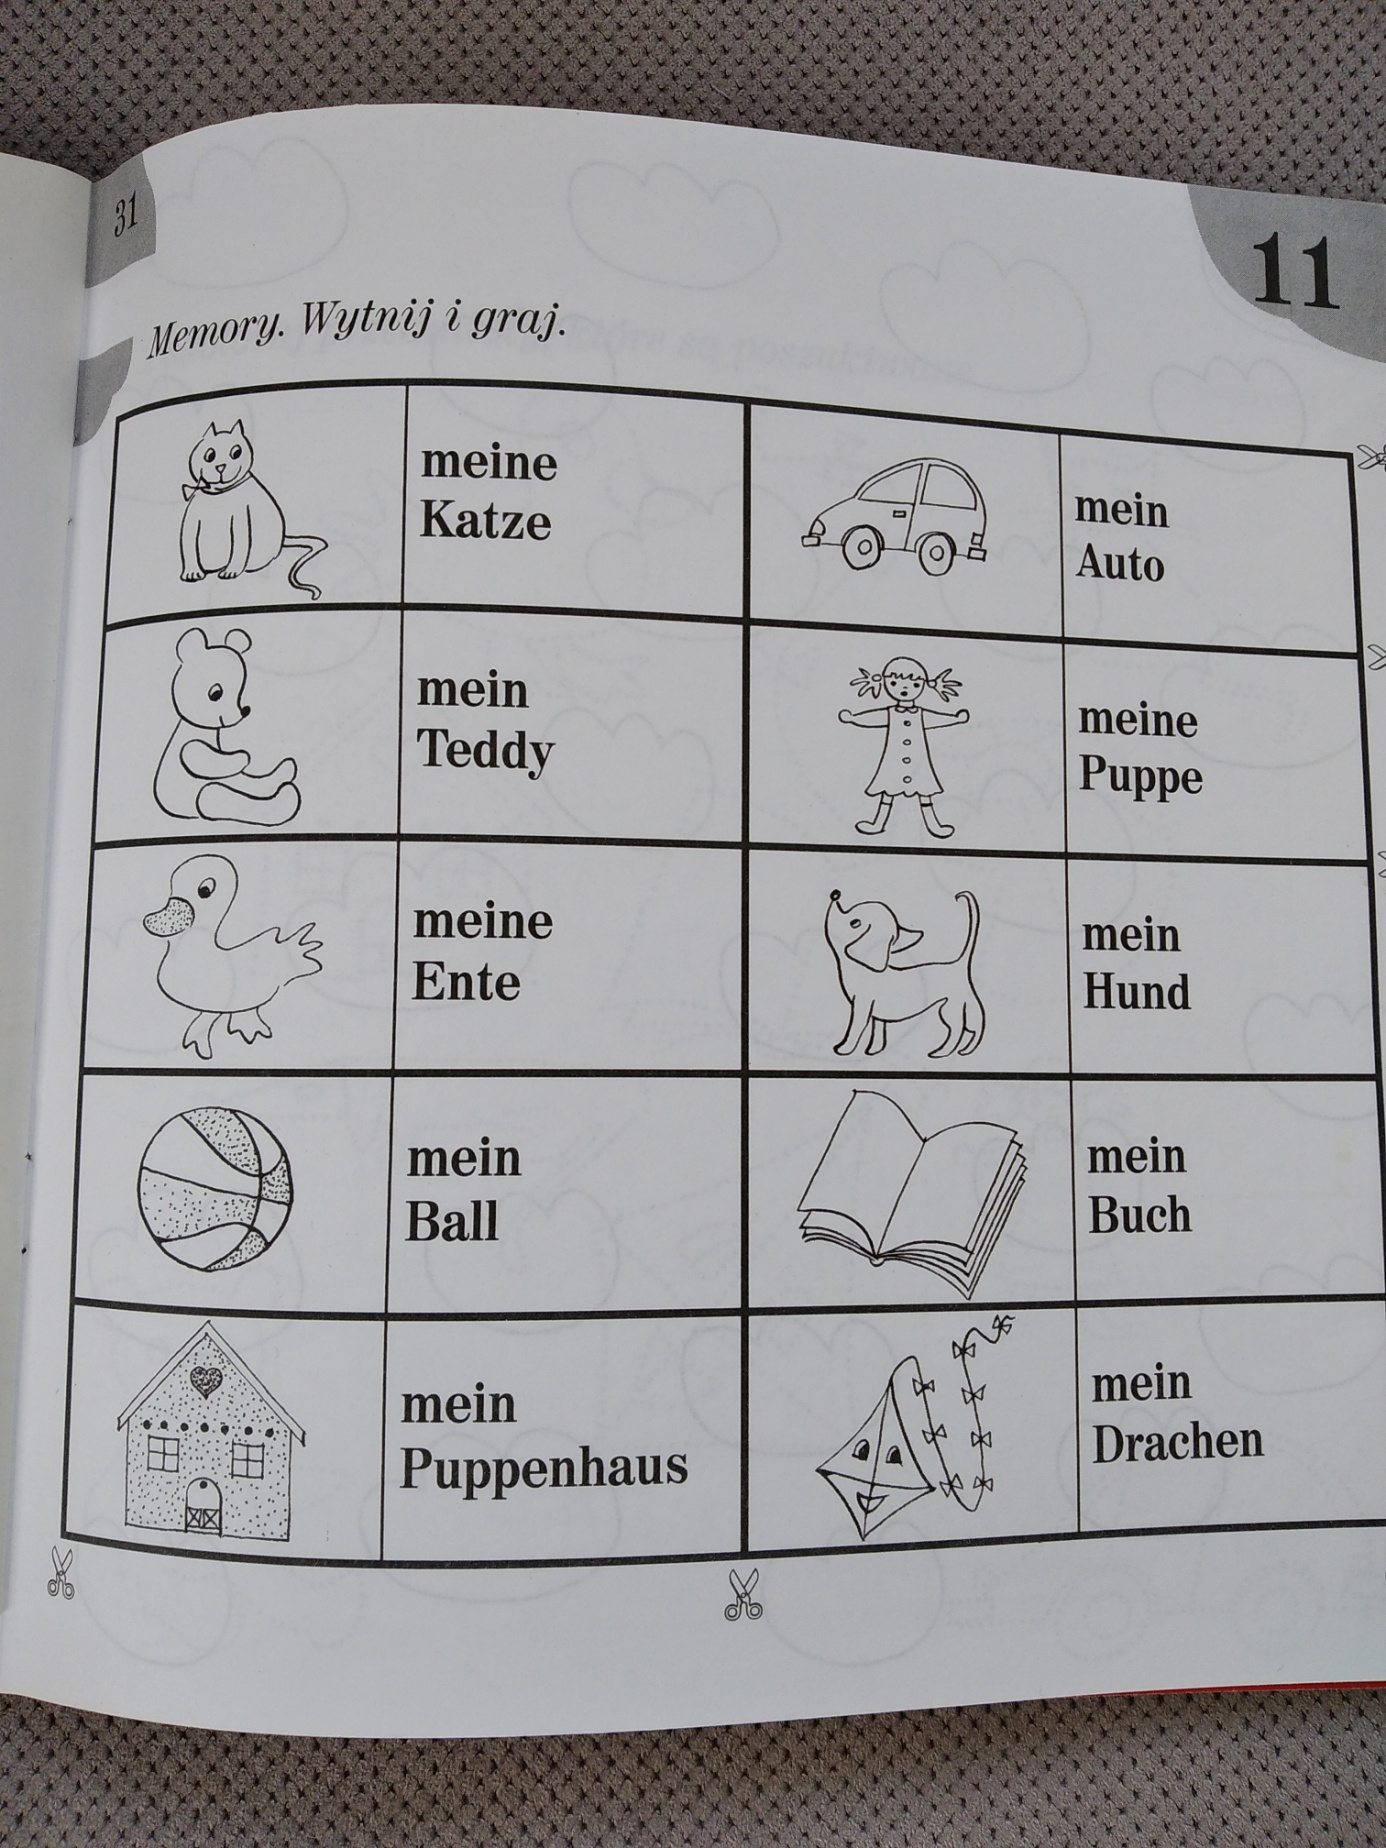 31
11
Memory. Wytnij i graj.
meine
Katze
mein
Auto
mein
Teddy
meine
Puppe
meine
Ente
mein
Hund
mein
Ball
mein
Buch
mein
Puppenhaus
mein
Drachen